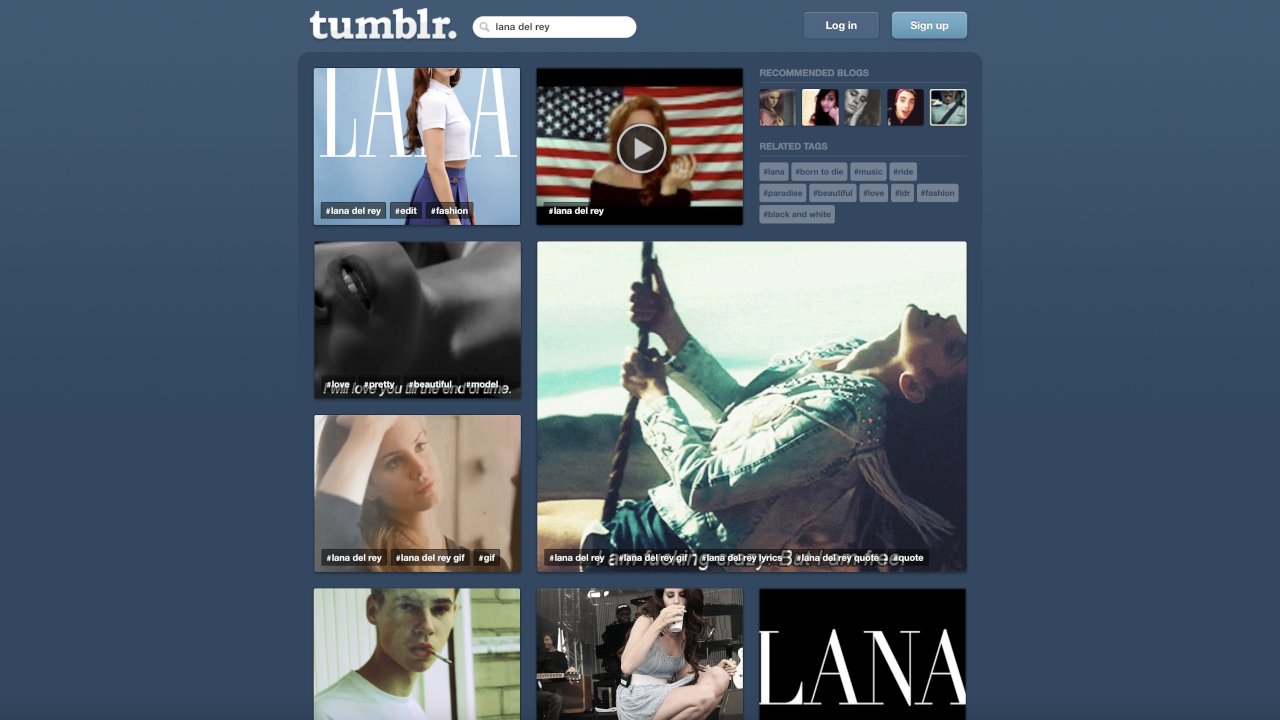 tumblr.
lana del rey
Log in
Sign up
LANA
#lana del rey #edit #fashion
#lana del rey
RECOMMENDED BLOGS
RELATED TAGS
#lana #born to die #music #ride
#paradise #beautiful #love #ldr #fashion
#black and white
#love #pretty #beautiful #model
I will love you till the end of time.
#lana del rey #lana del rey gif #gif
#lana del rey #lana del rey gif #lana del rey lyrics #lana del rey quote #quote
I am fucking crazy. But I am free.
LANA